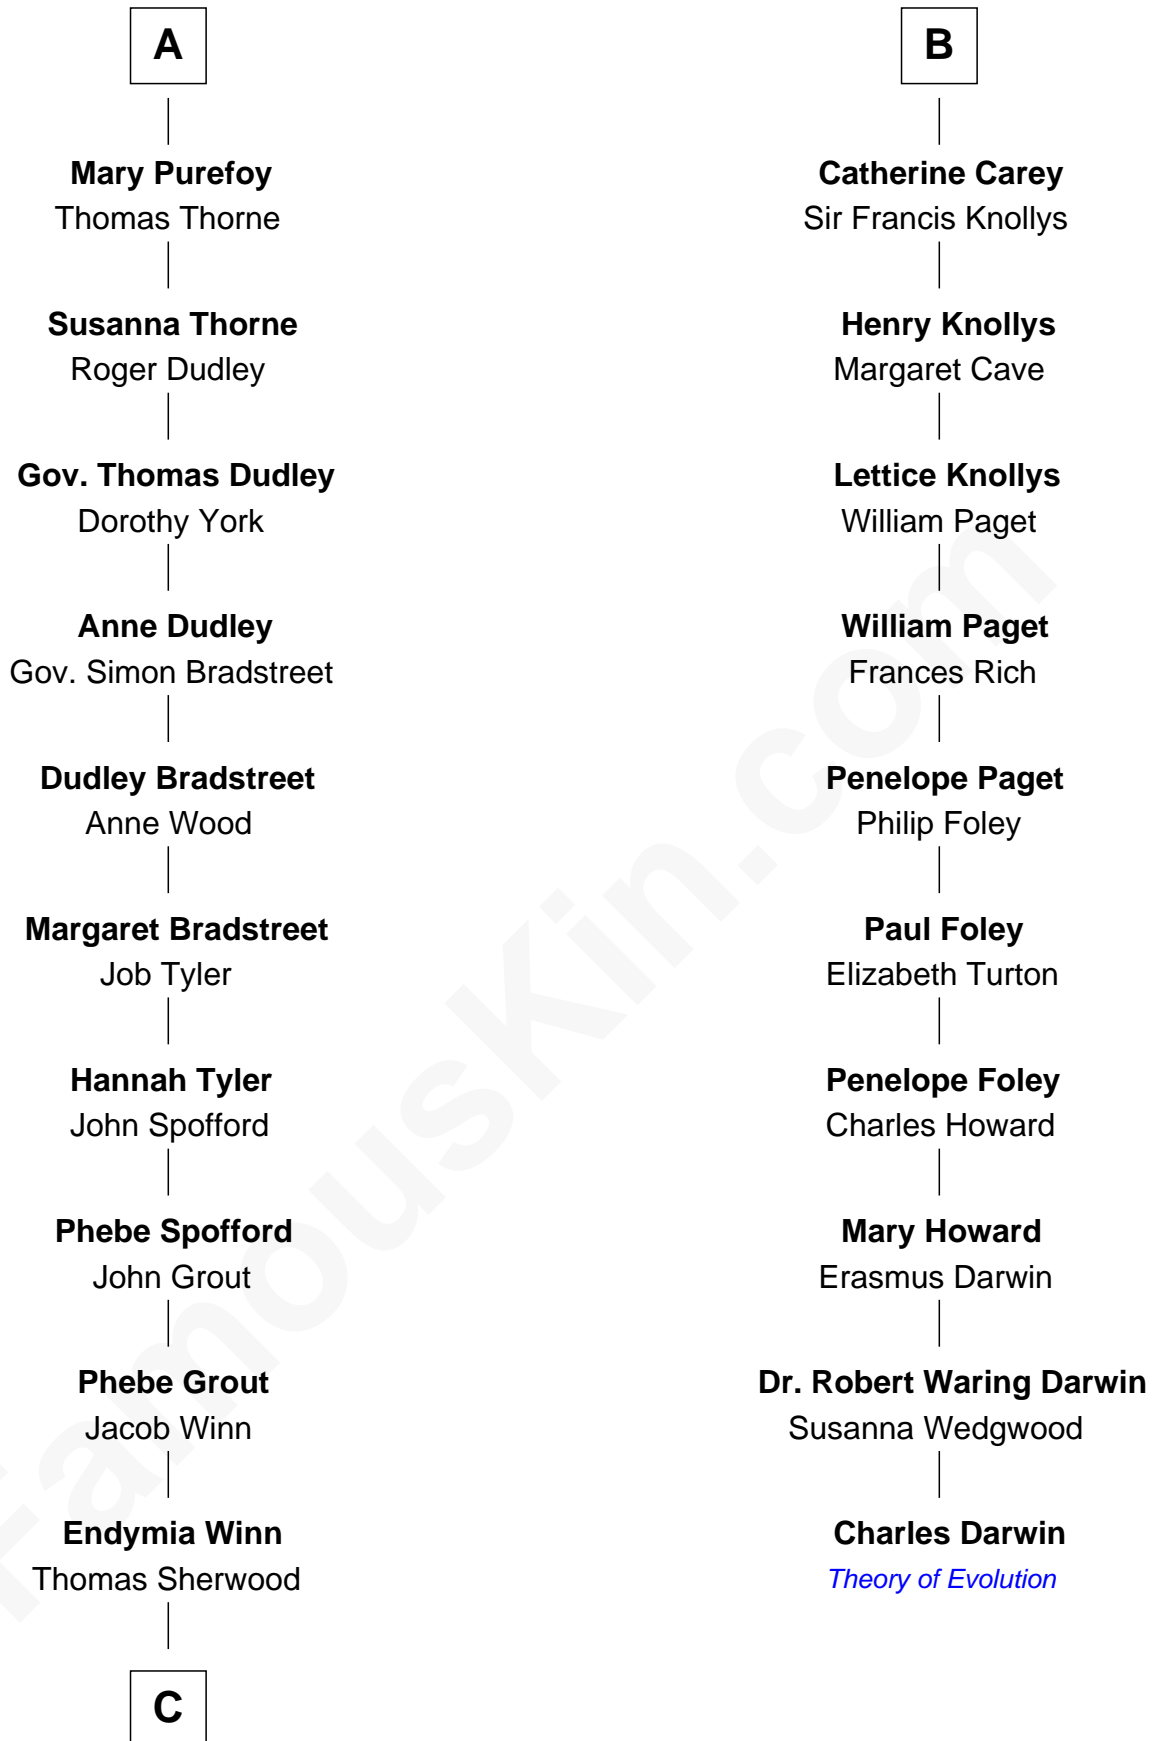 A
Mary Purefoy
Thomas Thorne
Susanna Thorne
Roger Dudley
Gov. Thomas Dudley
Dorothy York
Anne Dudley
Gov. Simon Bradstreet
Dudley Bradstreet
Anne Wood
Margaret Bradstreet
Job Tyler
Hannah Tyler
John Spofford
Phebe Spofford
John Grout
Phebe Grout
Jacob Winn
Endymia Winn
Thomas Sherwood
C
B
Catherine Carey
Sir Francis Knollys
Henry Knollys
Margaret Cave
Lettice Knollys
William Paget
William Paget
Frances Rich
Penelope Paget
Philip Foley
Paul Foley
Elizabeth Turton
Penelope Foley
Charles Howard
Mary Howard
Erasmus Darwin
Dr. Robert Waring Darwin
Susanna Wedgwood
Charles Darwin
Theory of Evolution
FamousKin.com